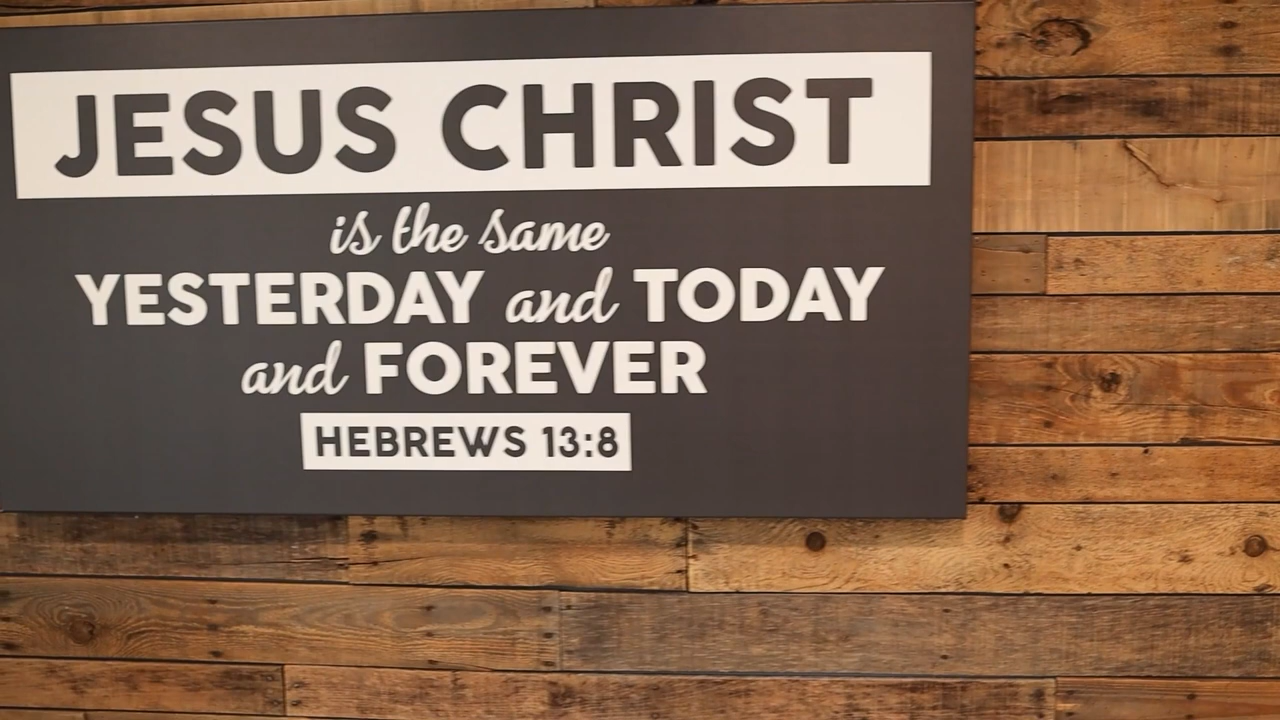 JESUS CHRIST
is the same
YESTERDAY and TODAY
and FOREVER
HEBREWS 13:8